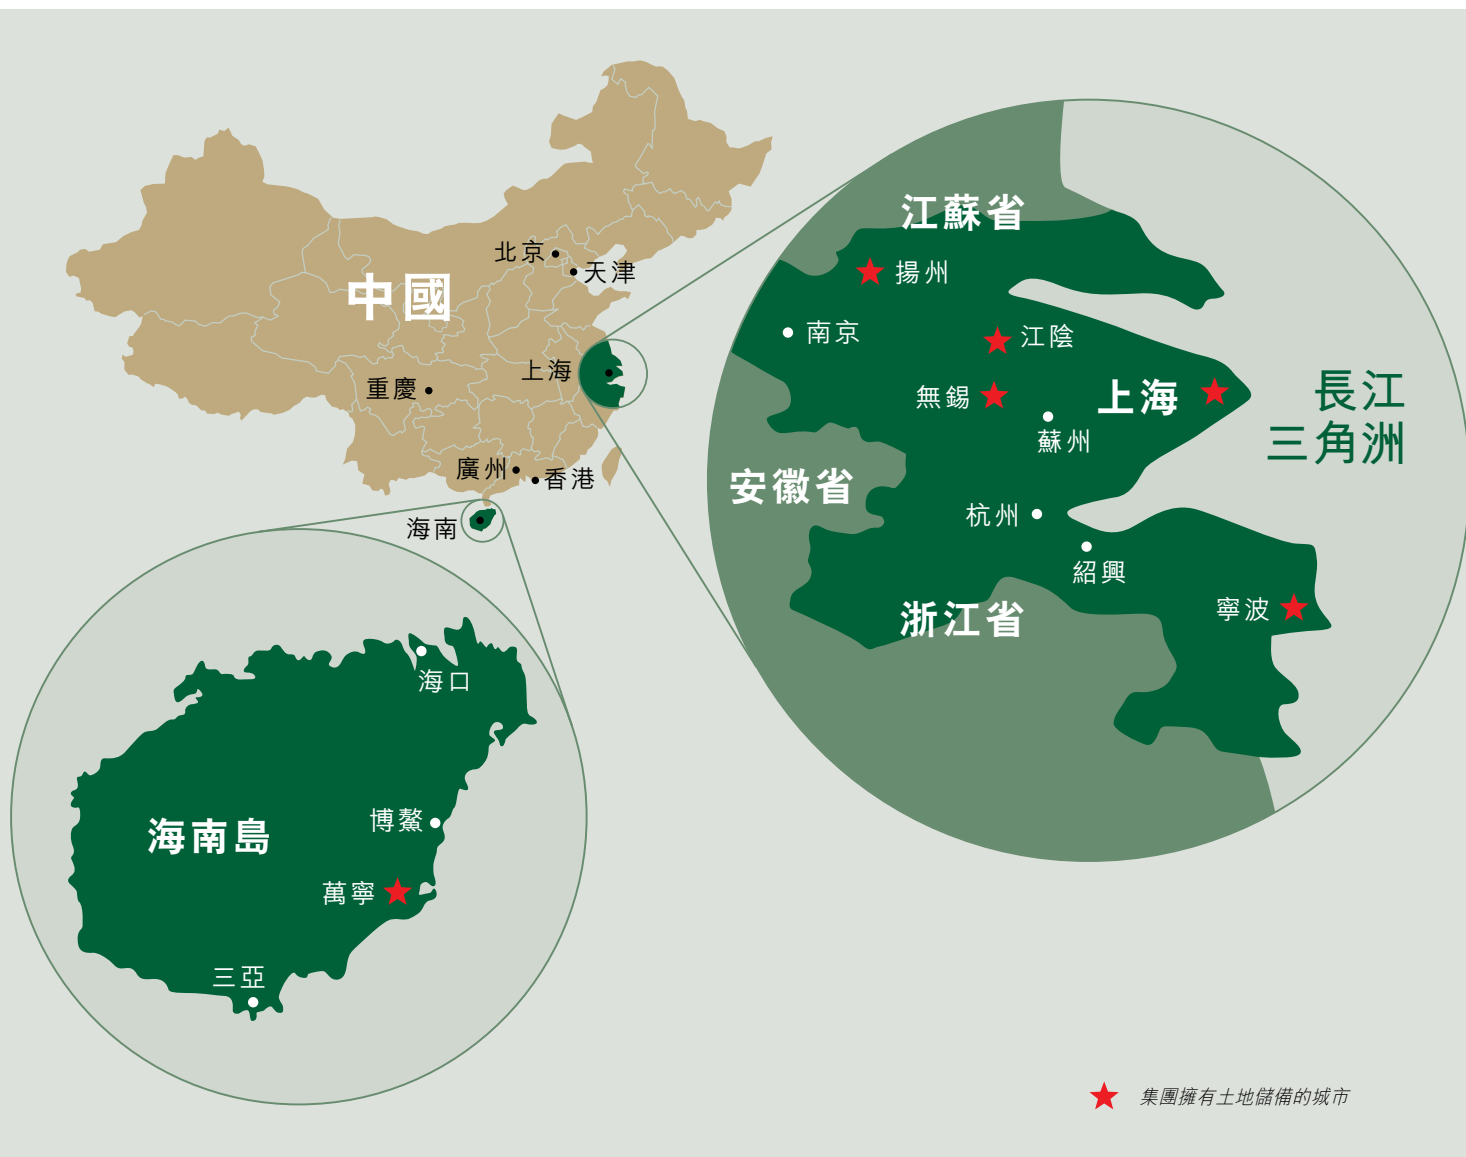 中國
北京
天津
上海
重慶
廣州
香港
海南
江蘇省
揚州
南京
江陰
無錫
上海
蘇州
長江
三角洲
安徽省
杭州
紹興
浙江省
寧波
海口
海南島
博鰲
萬寧
三亞
集團擁有土地儲備的城市